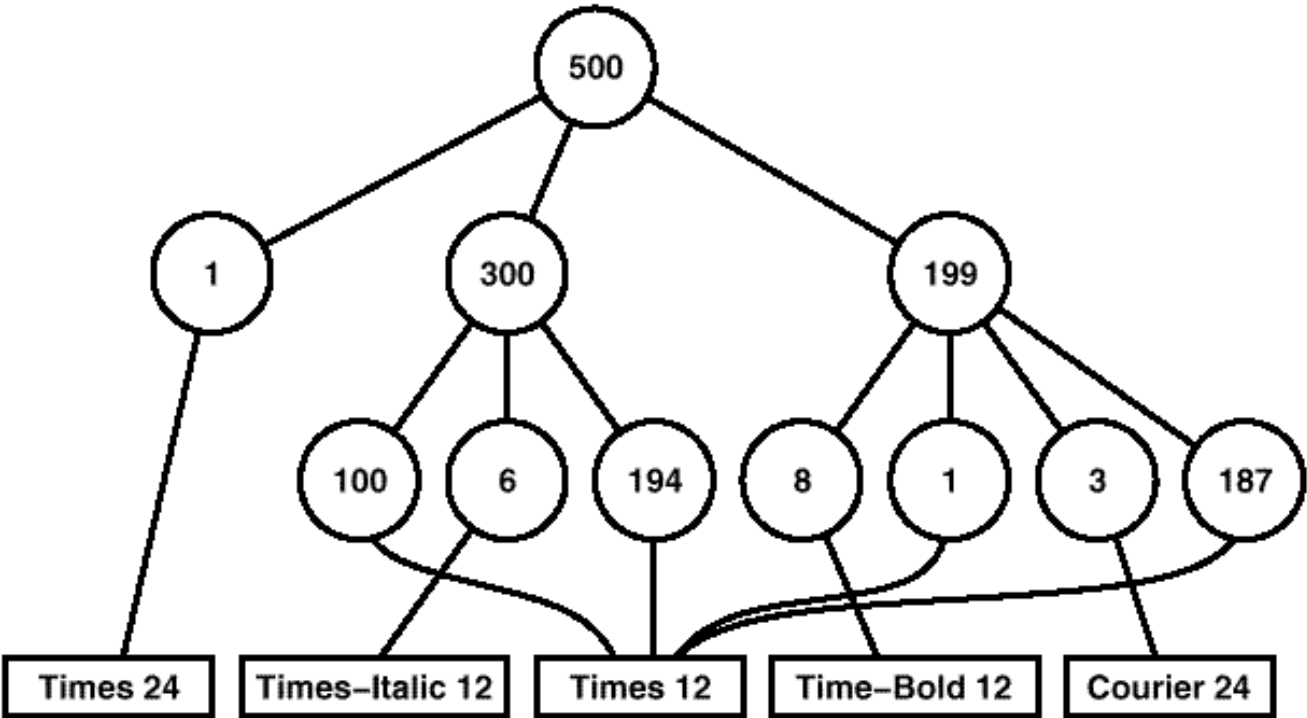 500
1
300
199
100
6
194
8
1
3
187
Times 24
Times–Italic 12
Times 12
Time–Bold 12
Courier 24